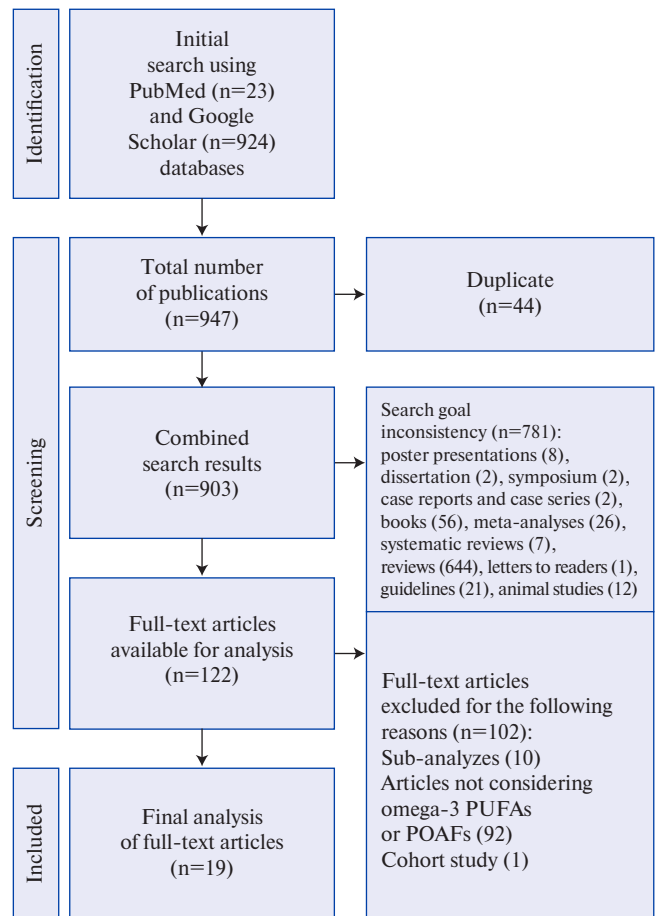 Identification
Initial
search using
PubMed (n=23)
and Google
Scholar (n=924)
databases
Screening
Total number
of publications
(n=947)
Duplicate
(n=44)
Combined
search results
(n=903)
Search goal
inconsistency (n=781):
poster presentations (8),
dissertation (2), symposium (2),
case reports and case series (2),
books (56), meta-analyses (26),
systematic reviews (7),
reviews (644), letters to readers (1),
guidelines (21), animal studies (12)
Full-text articles
available for analysis
(n=122)
Full-text articles
excluded for the following
reasons (n=102):
Sub-analyzes (10)
Articles not considering
omega-3 PUFAs
or POAFs (92)
Cohort study (1)
Included
Final analysis
of full-text articles
(n=19)